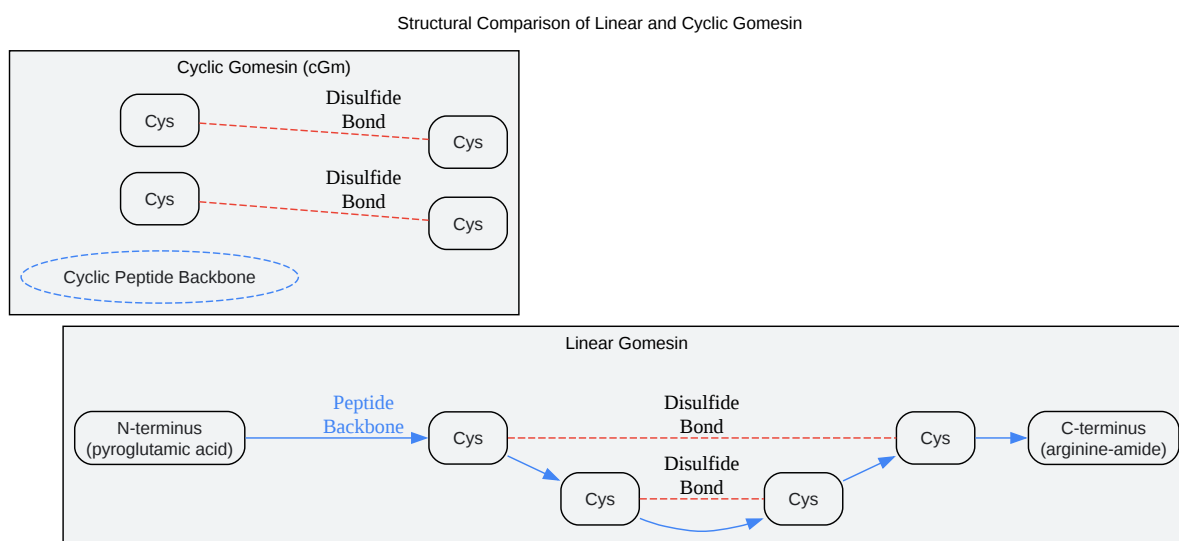 Structural Comparison of Linear and Cyclic Gomesin
Cyclic Gomesin (cGm)
Disulfide
Bond
Cys
Cys
Disulfide
Bond
Cys
Cys
Cyclic Peptide Backbone
Linear Gomesin
N-terminus
(pyroglutamic acid)
Peptide
Backbone
Cys
Disulfide
Bond
Cys
C-terminus
(arginine-amide)
Cys
Disulfide
Bond
Cys